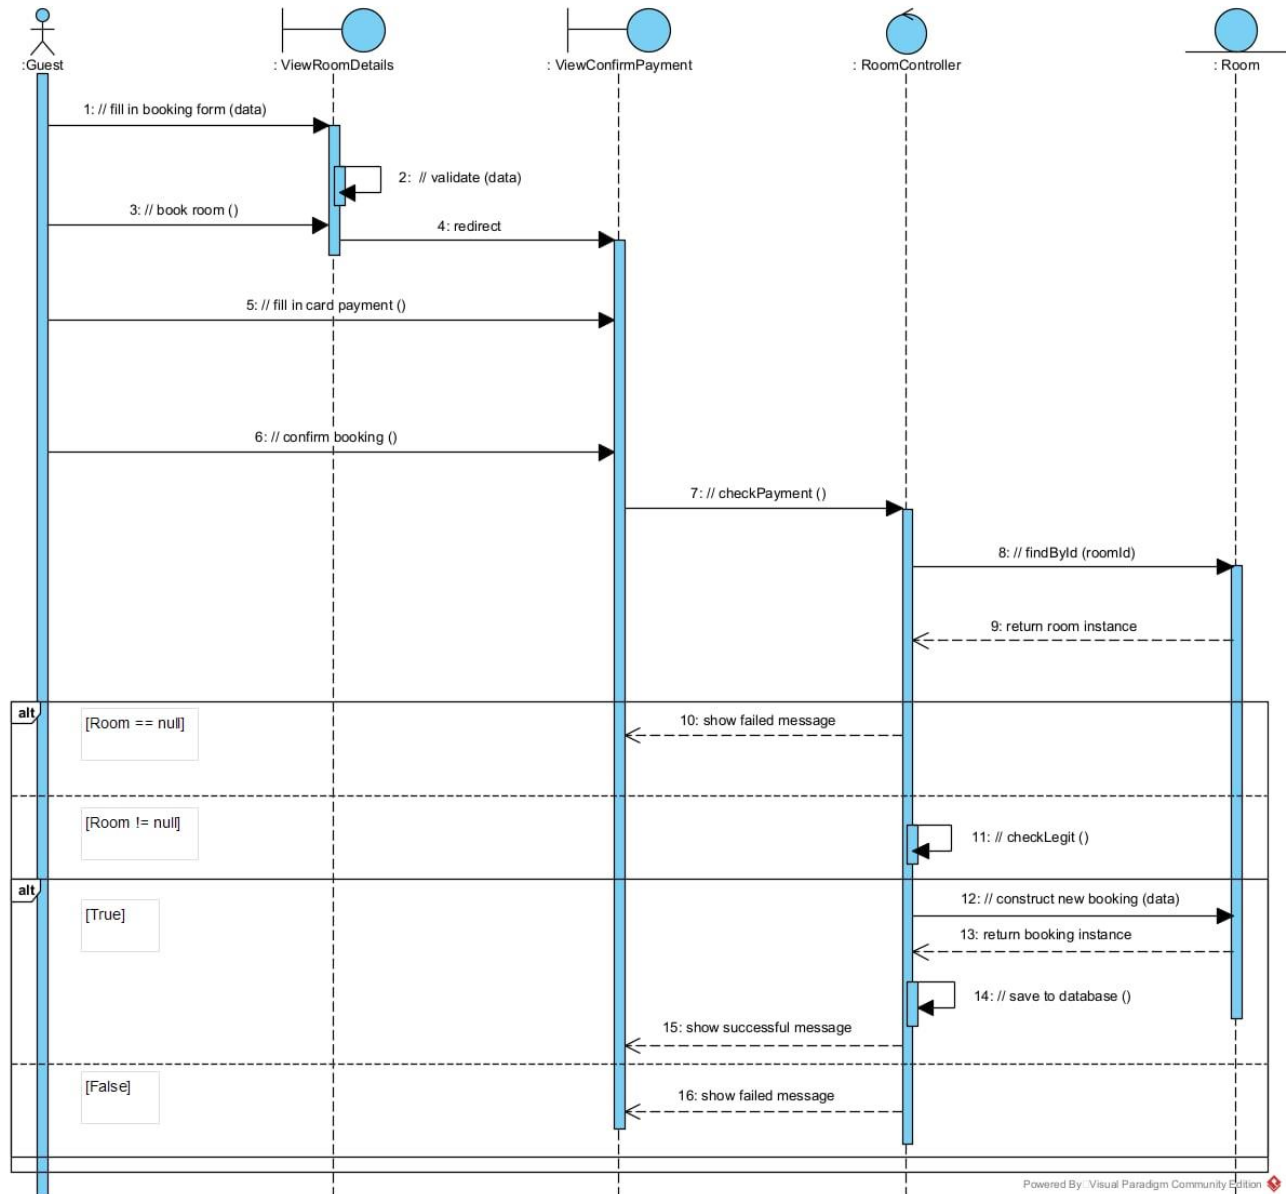 :Guest
: ViewRoomDetails
: ViewConfirmPayment
: RoomController
: Room
1: // fill in booking form (data)
2: // validate (data)
3: // book room ()
4: redirect
5: // fill in card payment ()
6: // confirm booking ()
7: // checkPayment ()
8: // findById (roomId)
9: return room instance
alt
[Room == null]
10: show failed message
[Room != null]
11: // checkLegit ()
alt
[True]
12: // construct new booking (data)
13: return booking instance
14: // save to database ()
15: show successful message
[False]
16: show failed message
Powered By Visual Paradigm Community Edition